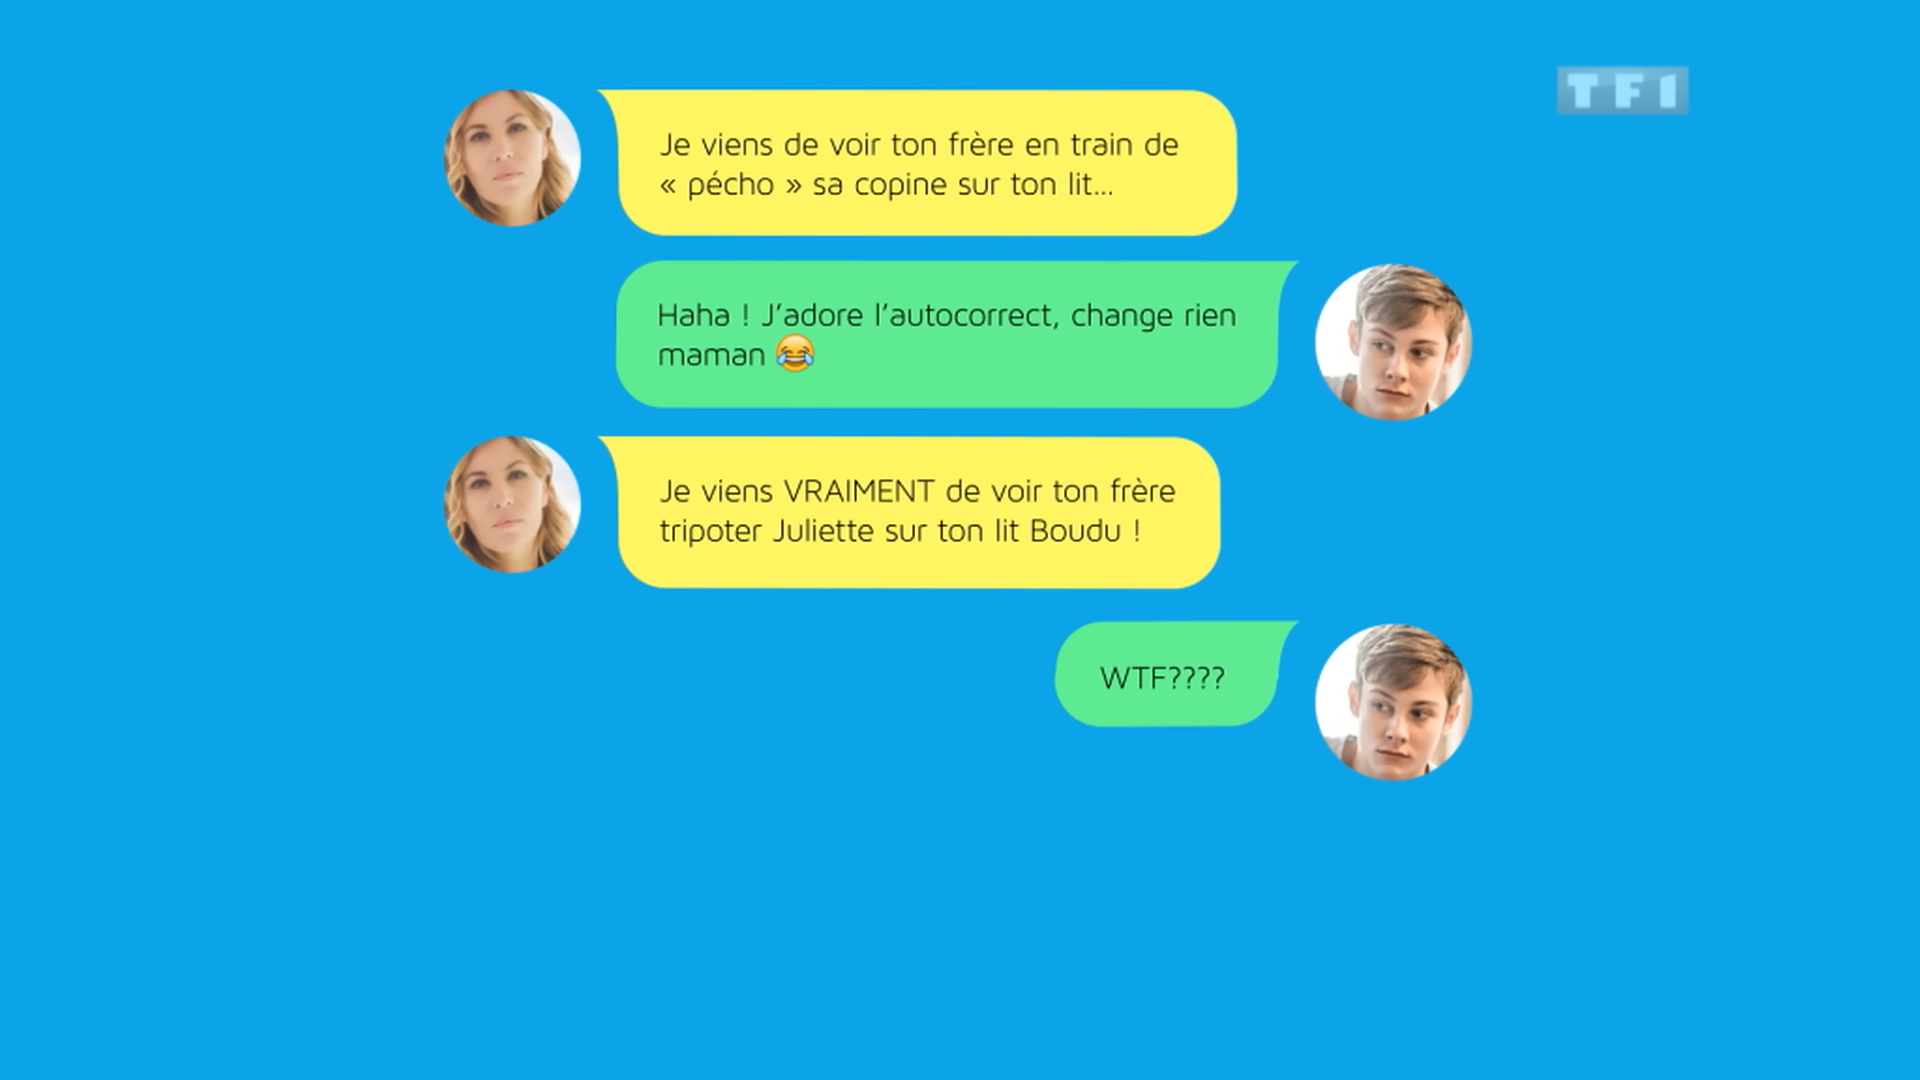 TF1
Je viens de voir ton frère en train de
« pécho » sa copine sur ton lit...
Haha ! J’adore l’autocorrect, change rien
maman 😂
Je viens VRAIMENT de voir ton frère
tripoter Juliette sur ton lit Boudu !
WTF????